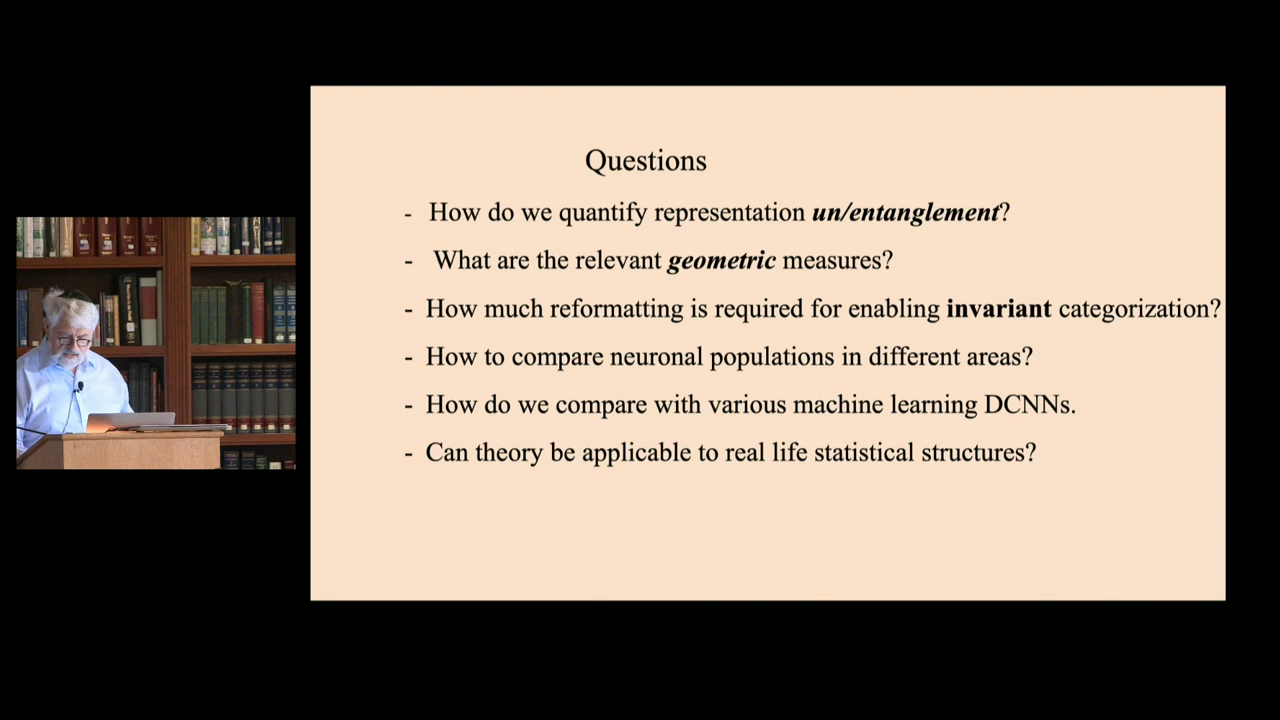 Questions
- How do we quantify representation un/entanglement?
- What are the relevant geometric measures?
- How much reformatting is required for enabling invariant categorization?
- How to compare neuronal populations in different areas?
- How do we compare with various machine learning DCNNs.
- Can theory be applicable to real life statistical structures?